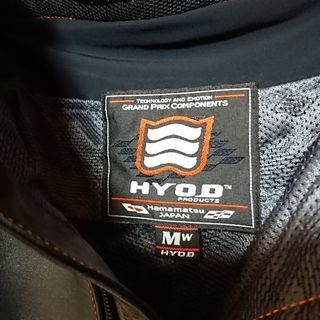 TECHNOLOGY AND EMOTION
GRAND PRIX COMPONENTS
HYOD™
PRODUCTS
Hamamatsu
JAPAN
MW
HYOD